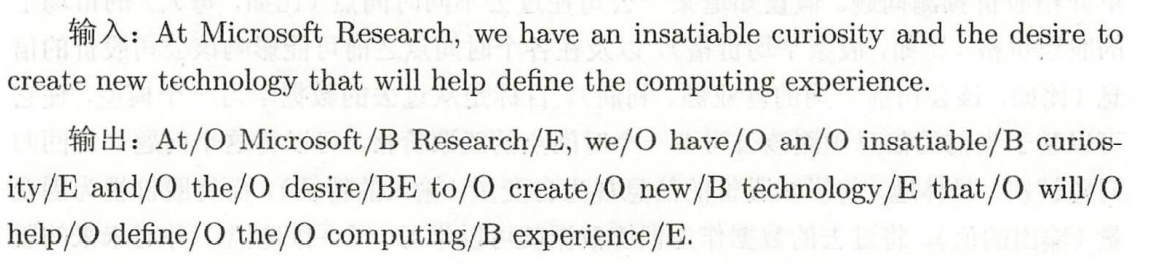 输入：At Microsoft Research, we have an insatiable curiosity and the desire to
create new technology that will help define the computing experience.
输出：At/O Microsoft/B Research/E, we/O have/O an/O insatiable/B curios-
ity/E and/O the/O desire/BE to/O create/O new/B technology/E that/O will/O
help/O define/O the/O computing/B experience/E.